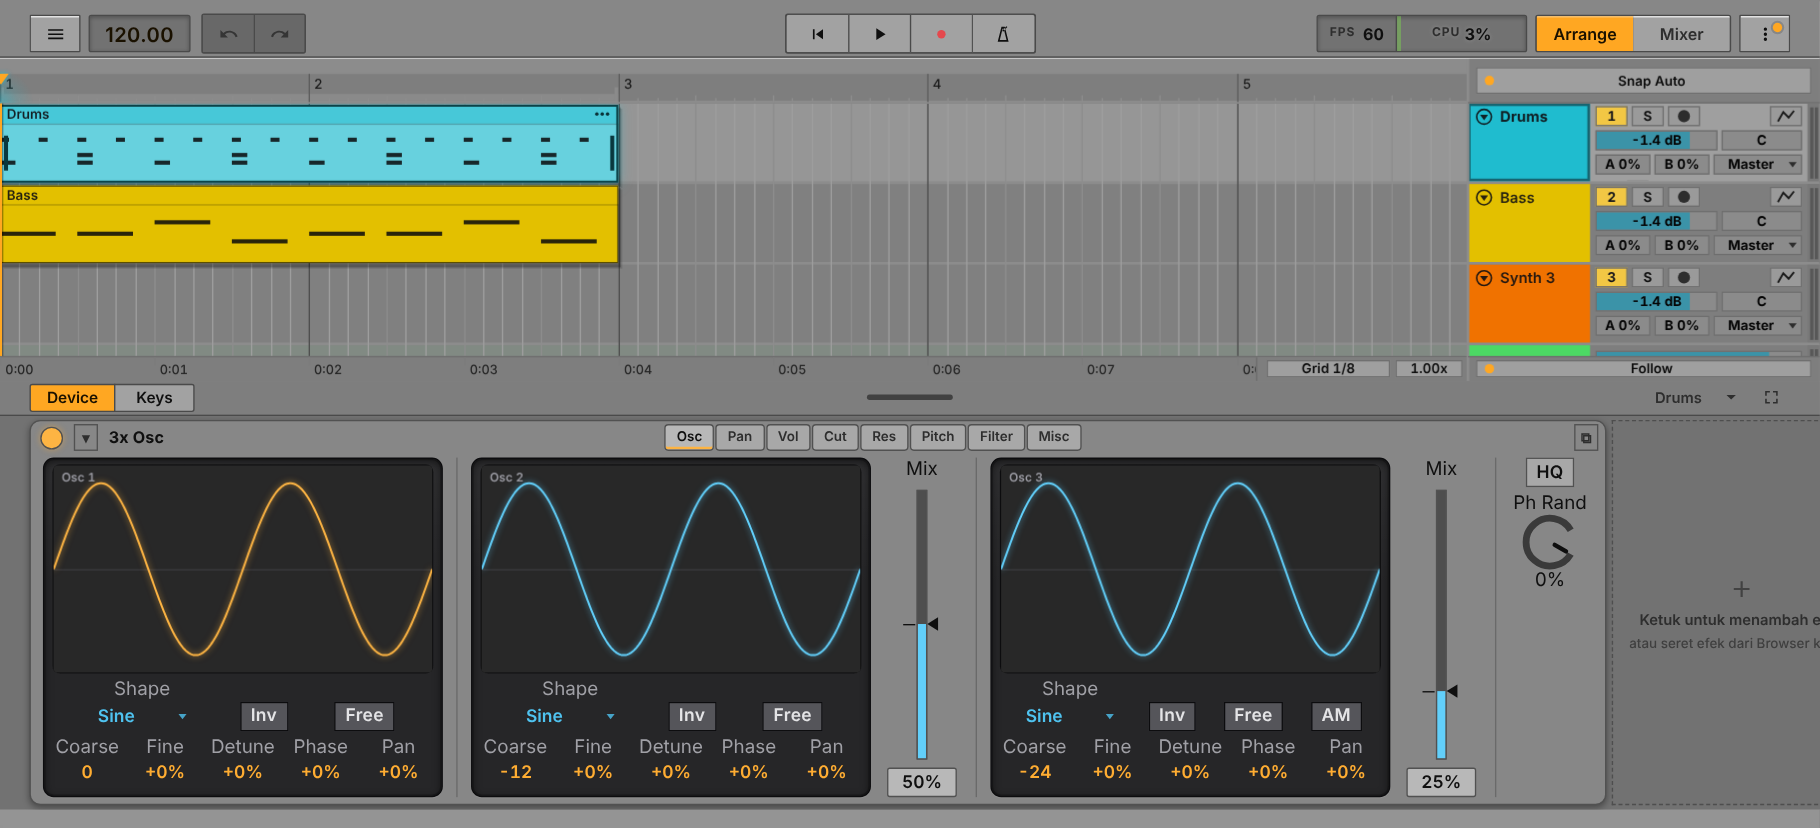 120.00
FPS 60
CPU 3%
Arrange
Mixer
1
2
3
4
5
Snap Auto
Drums
Bass
Drums
1
S
-1.4 dB
C
A 0%
B 0%
Master
Bass
2
S
-1.4 dB
C
A 0%
B 0%
Master
Synth 3
3
S
-1.4 dB
C
A 0%
B 0%
Master
0:00
0:01
0:02
0:03
0:04
0:05
0:06
0:07
Grid 1/8
1.00x
Follow
Device
Keys
Drums
3x Osc
Osc
Pan
Vol
Cut
Res
Pitch
Filter
Misc
Osc 1
Shape
Sine
Inv
Free
Coarse
Fine
Detune
Phase
Pan
0
+0%
+0%
+0%
+0%
Osc 2
Shape
Sine
Inv
Free
Coarse
Fine
Detune
Phase
Pan
-12
+0%
+0%
+0%
+0%
Mix
50%
Osc 3
Shape
Sine
Inv
Free
AM
Coarse
Fine
Detune
Phase
Pan
-24
+0%
+0%
+0%
+0%
Mix
25%
HQ
Ph Rand
0%
Ketuk untuk menambah e
atau seret efek dari Browser k